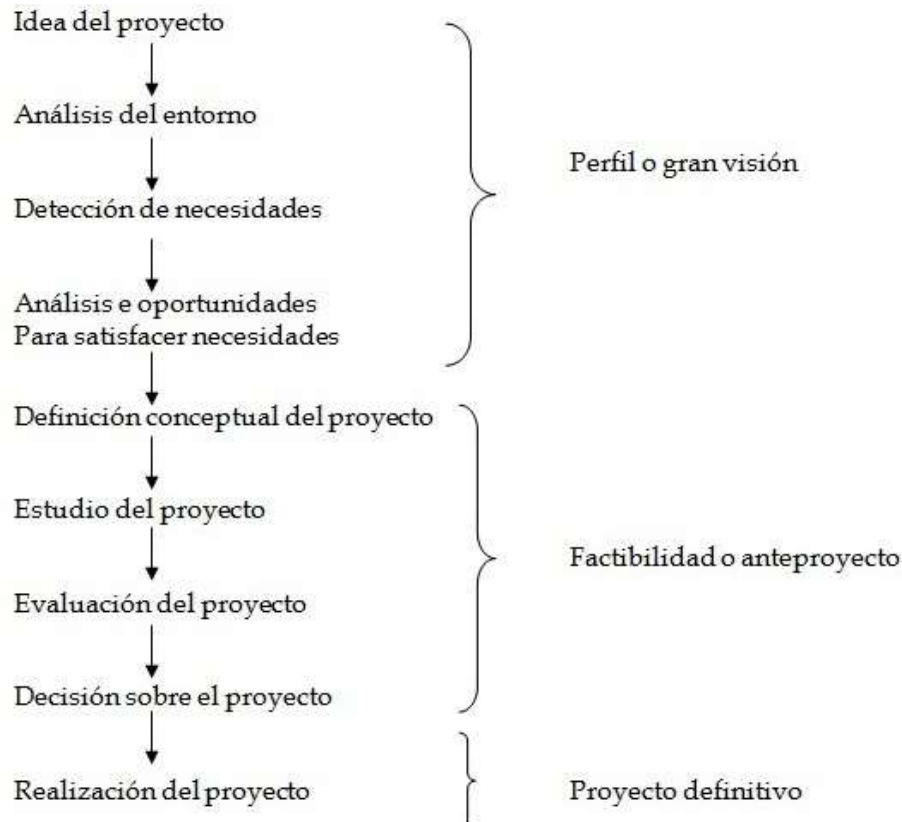 Idea del proyecto
Análisis del entorno
Perfil o gran visión
Detección de necesidades
Análisis e oportunidades
Para satisfacer necesidades
Definición conceptual del proyecto
Estudio del proyecto
Factibilidad o anteproyecto
Evaluación del proyecto
Decisión sobre el proyecto
Realización del proyecto
Proyecto definitivo